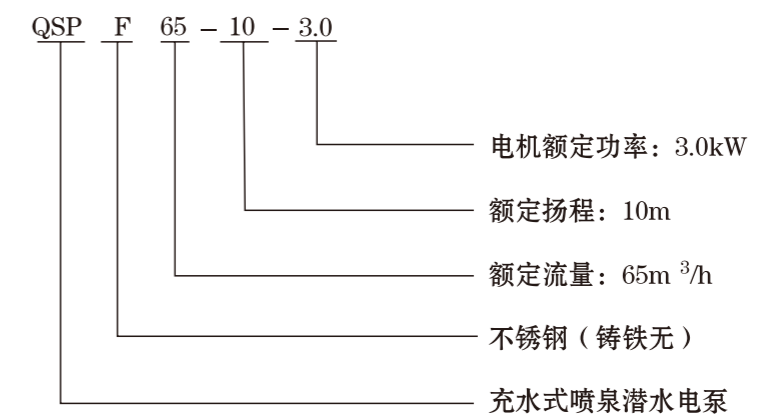 QSP F 65 - 10 - 3.0
电机额定功率：3.0kW
额定扬程：10m
额定流量：65m ³/h
不锈钢（铸铁无）
充水式喷泉潜水电泵